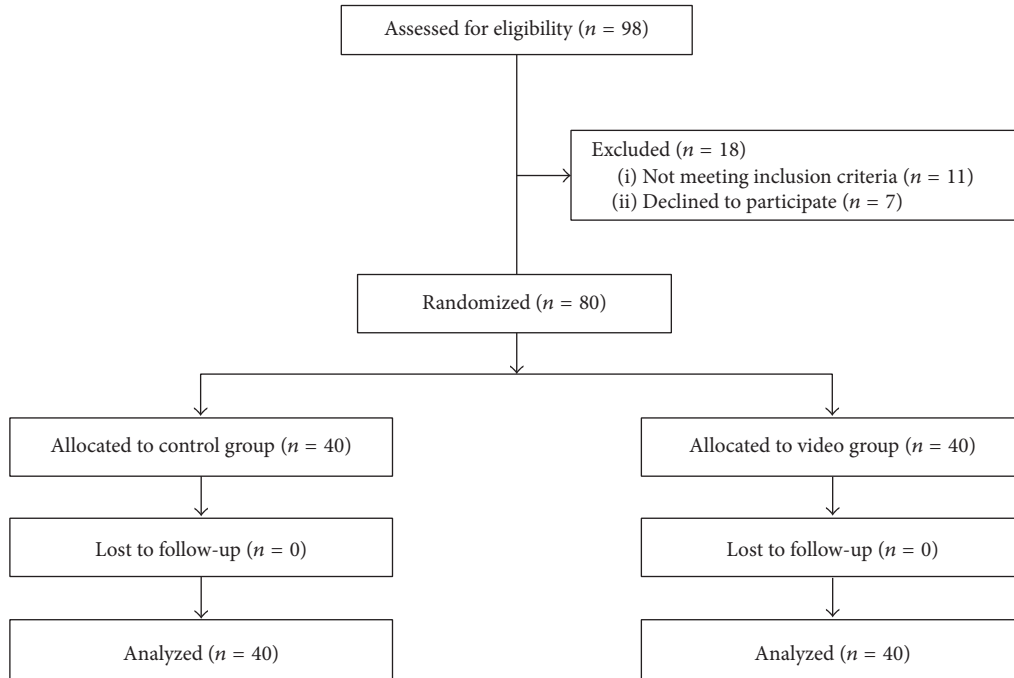 Assessed for eligibility (n = 98)
Excluded (n = 18)
(i) Not meeting inclusion criteria (n = 11)
(ii) Declined to participate (n = 7)
Randomized (n = 80)
Allocated to control group (n = 40)
Allocated to video group (n = 40)
Lost to follow-up (n = 0)
Lost to follow-up (n = 0)
Analyzed (n = 40)
Analyzed (n = 40)